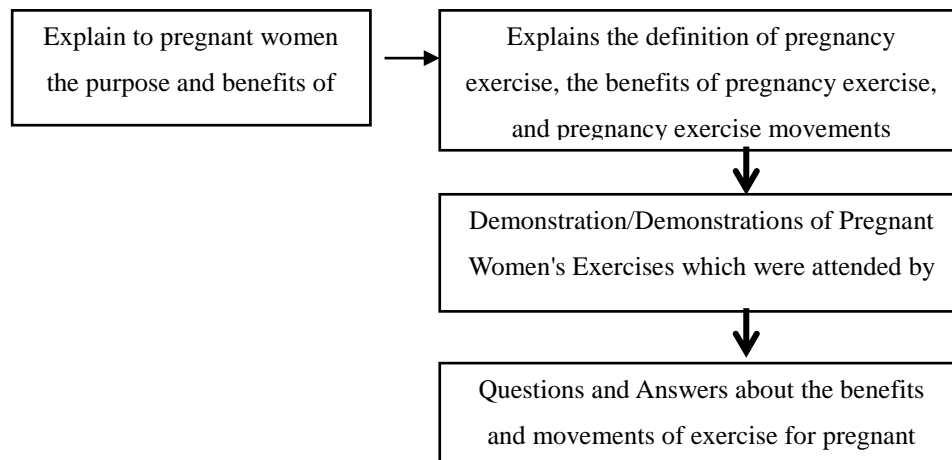 Explain to pregnant women
the purpose and benefits of
Explains the definition of pregnancy
exercise, the benefits of pregnancy exercise,
and pregnancy exercise movements
Demonstration/Demonstrations of Pregnant
Women's Exercises which were attended by
Questions and Answers about the benefits
and movements of exercise for pregnant